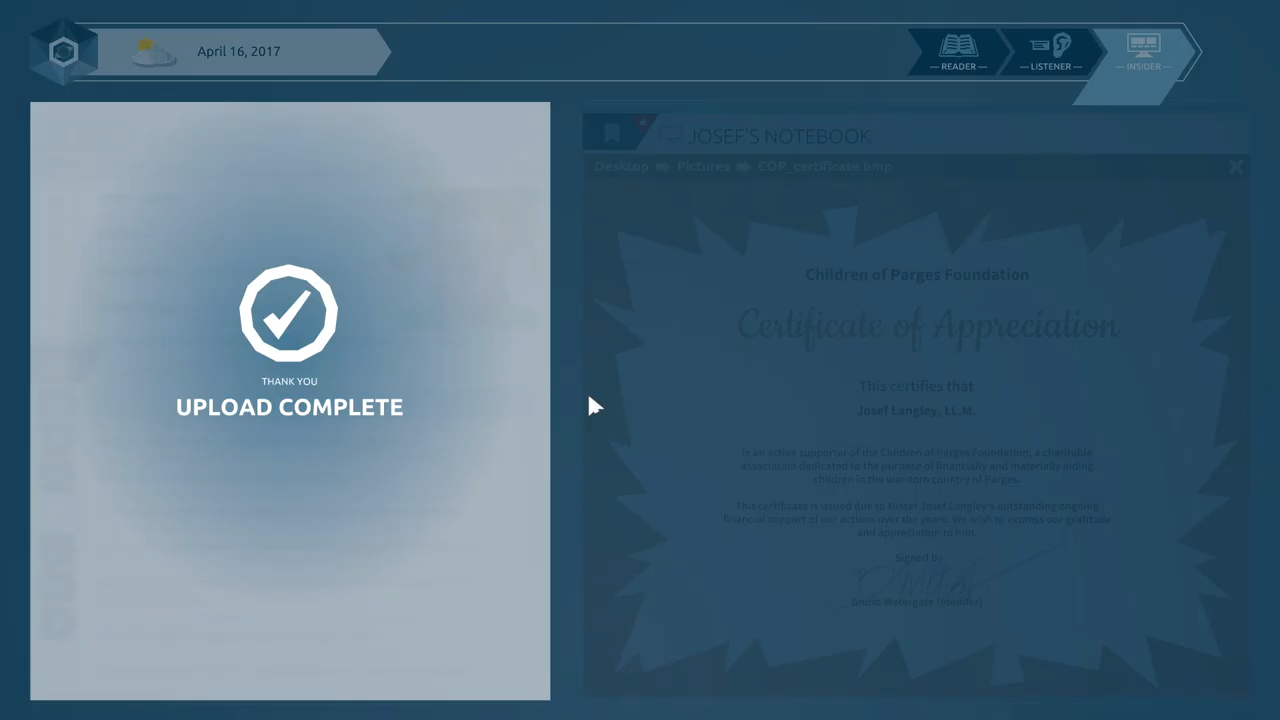 April 16, 2017
— READER —
— LISTENER —
— INSIDER —
THANK YOU
UPLOAD COMPLETE
JOSEF'S NOTEBOOK
Desktop Pictures COP_certificate.bmp
Children of Parges Foundation
Certificate of Appreciation
This certifies that
Josef Langley, LL.M.
is an active supporter of the Children of Parges Foundation, a charitable
association dedicated to the purpose of financially and materially aiding
children in the war-torn country of Parges.
This certificate is issued due to Mister Josef Langley's outstanding ongoing
financial support of our actions over the years. We wish to express our gratitude
and appreciation to him.
Signed by
Bruno Watergate (founder)